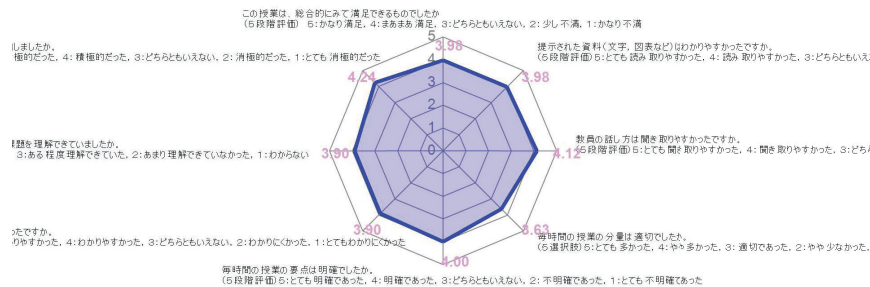 この授業は、総合的にみて満足できるものでしたか
(5段階評価) 5:かなり満足, 4:まあまあ満足, 3:どちらともいえない, 2: 少し不満, 1:かなり不満
5
3.98
しましたか。
極的だった, 4: 積極的だった, 3:どちらともいえない, 2: 消極的だった, 1:とても 消極的だった
提示された資料(文字、図表など)はわかりやすかったですか。
(5段階評価) 5:とても 読み取りやすかった, 4: 読み取りやすかった, 3:どちらともいえ
4
4.24
3.98
3
2
課題を理解できていましたか。
3:ある程度理解できていた, 2:あまり理解できていなかった, 1:わからない
1
教員の話し方は聞き取りやすかったですか。
3.90
0
4.12
(5段階評価) 5:とても 聞き取りやすかった, 4: 聞き取りやすかった, 3:どちら
ったですか。
りやすかった, 4:わかりやすかった, 3:どちらともいえない, 2:わかりにくかった, 1:とてもわかりにくかった
3.90
3.63
毎時間の授業の分量は適切でしたか。
(5選択肢) 5:とても 多かった, 4:やや多かった, 3: 適切であった, 2:やや少なかった,
4.00
毎時間の授業の要点は明確でしたか。
(5段階評価) 5:とても 明確であった, 4: 明確であった, 3:どちらともいえない, 2: 不明確であった, 1:とても 不明確であった